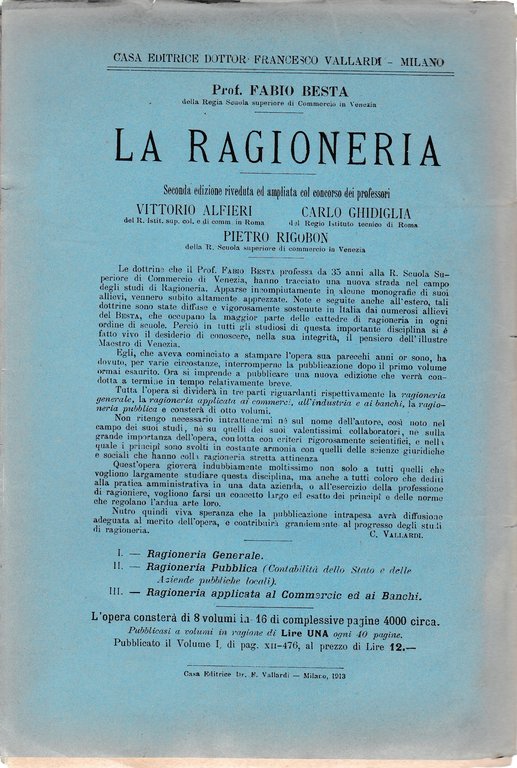 CASA EDITRICE DOTTOR FRANCESCO VALLARDI - MILANO
Prof. FABIO BESTA
della Regia Scuola superiore di Commercio in Venezia
LA RAGIONERIA
Seconda edizione riveduta ed ampliata col concorso dei professori
VITTORIO ALFIERI CARLO GHIDIGLIA
del R. Istit. sup. col. e di comm. in Roma del Regio Istituto tecnico di Roma
PIETRO RIGOBON
della R. Scuola superiore di commercio in Venezia
Le dottrine che il Prof. FABIO BESTA professa da 35 anni alla R. Scuola Su-
periore di Commercio di Venezia, hanno tracciato una nuova strada nel campo
degli studi di Ragioneria. Apparse incompiutamente in alcune monografie di suoi
allievi, vennero subito altamente apprezzate. Note e seguite anche all'estero, tali
dottrine sono state diffuse e vigorosamente sostenute in Italia dai numerosi allievi
del BESTA, che occupano la maggior parte delle cattedre di ragioneria in ogni
ordine di scuole. Perciò in tutti gli studiosi di questa importante disciplina si è
fatto vivo il desiderio di conoscere, nella sua integrità, il pensiero dell'illustre
Maestro di Venezia.
Egli, che aveva cominciato a stampare l'opera sua parecchi anni or sono, ha
dovuto, per varie circostanze, interromperne la pubblicazione dopo il primo volume
ormai esaurito. Ora si imprende a pubblicare una nuova edizione che verrà con-
dotta a termine in tempo relativamente breve.
Tutta l'opera si dividerà in tre parti riguardanti rispettivamente la ragioneria
generale, la ragioneria applicata ai commerci, all'industria e ai banchi, la ragio-
neria pubblica e consterà di otto volumi.
Non ritengo necessario intrattenermi nè sul nome dell'autore, così noto nel
campo dei suoi studi, nè su quelli dei suoi valentissimi collaboratori, nè sulla
grande importanza dell'opera, condotta con criteri rigorosamente scientifici, e nella
quale i principî sono svolti in costante armonia con quelli delle scienze giuridiche
e sociali che hanno colla ragioneria stretta attinenza
Quest'opera gioverà indubbiamente moltissimo non solo a tutti quelli che
vogliono largamente studiare questa disciplina, ma anche a tutti coloro che dediti
alla pratica amministrativa in una data azienda, o all'esercizio della professione
di ragioniere, vogliono farsi un concetto largo ed esatto dei principî e delle norme
che regolano l'ardua arte loro.
Nutro quindi viva speranza che la pubblicazione intrapesa avrà diffusione
adeguata al merito dell'opera, e contribuirà grandemente al progresso degli studi
di ragioneria.
C. VALLARDI.
I. — Ragioneria Generale.
II. — Ragioneria Pubblica (Contabilità dello Stato e delle
Aziende pubbliche locali).
III. — Ragioneria applicata al Commercio ed ai Banchi.
L'opera consterà di 8 volumi in-16 di complessive pagine 4000 circa.
Pubblicasi a volumi in ragione di Lire UNA ogni 40 pagine.
Pubblicato il Volume I, di pag. XII-476, al prezzo di Lire 12.—
Casa Editrice Dr. F. Vallardi — Milano, 1913